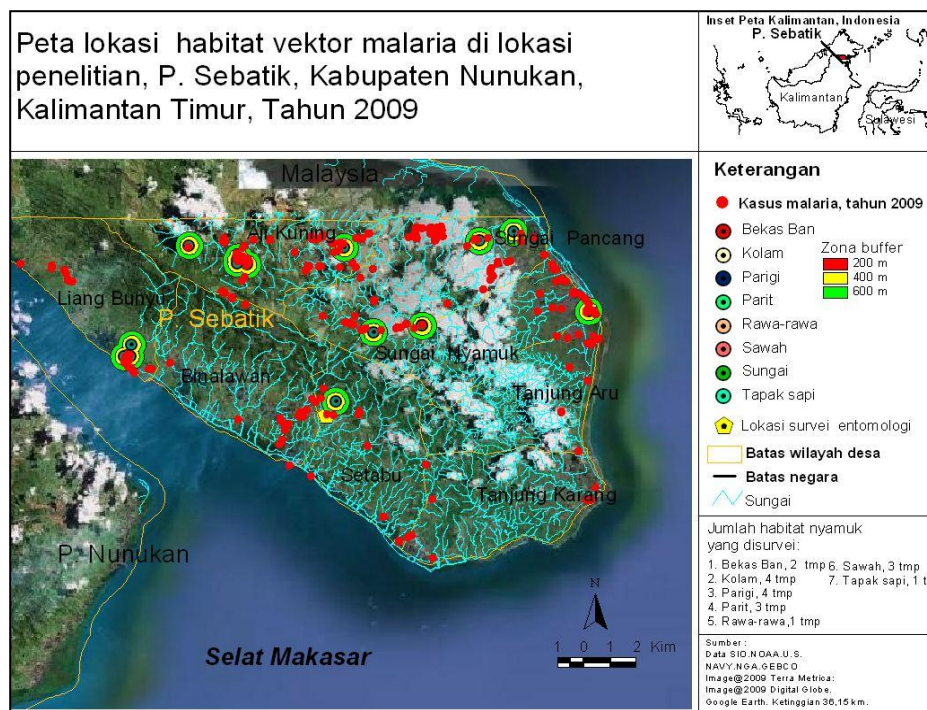 Peta lokasi habitat vektor malaria di lokasi
penelitian, P. Sebatik, Kabupaten Nunukan,
Kalimantan Timur, Tahun 2009
Inset Peta Kalimantan, Indonesia
P. Sebatik
Kalimantan
Sulawesi
Malaysia
Aji Kuning
Sungai Pancang
Liang Bunyu
P. Sebatik
Sungai Nyamuk
Binalawan
Tanjung Aru
Setabu
Tanjung Karang
P. Nunukan
Selat Makasar
N
1 0 1 2 Kim
Keterangan
Kasus malaria, tahun 2009
Bekas Ban
Kolam
Parigi
Parit
Rawa-rawa
Sawah
Sungai
Tapak sapi
Zona buffer
200 m
400 m
600 m
Lokasi survei entomologi
Batas wilayah desa
Batas negara
Sungai
Jumlah habitat nyamuk
yang disurvei:
1. Bekas Ban, 2 tmp 6. Sawah, 3 tmp
2. Kolam, 4 tmp 7. Tapak sapi, 1 t
3. Parigi, 4 tmp
4. Parit, 3 tmp
5. Rawa-rawa,1 tmp
Sumber :
Data SIO.NOAA.U.S.
NAVY.NGA.GEBCO
Image@2009 Terra Metrica:
Image@2009 Digital Globe.
Google Earth. Ketinggian 36,15 km.